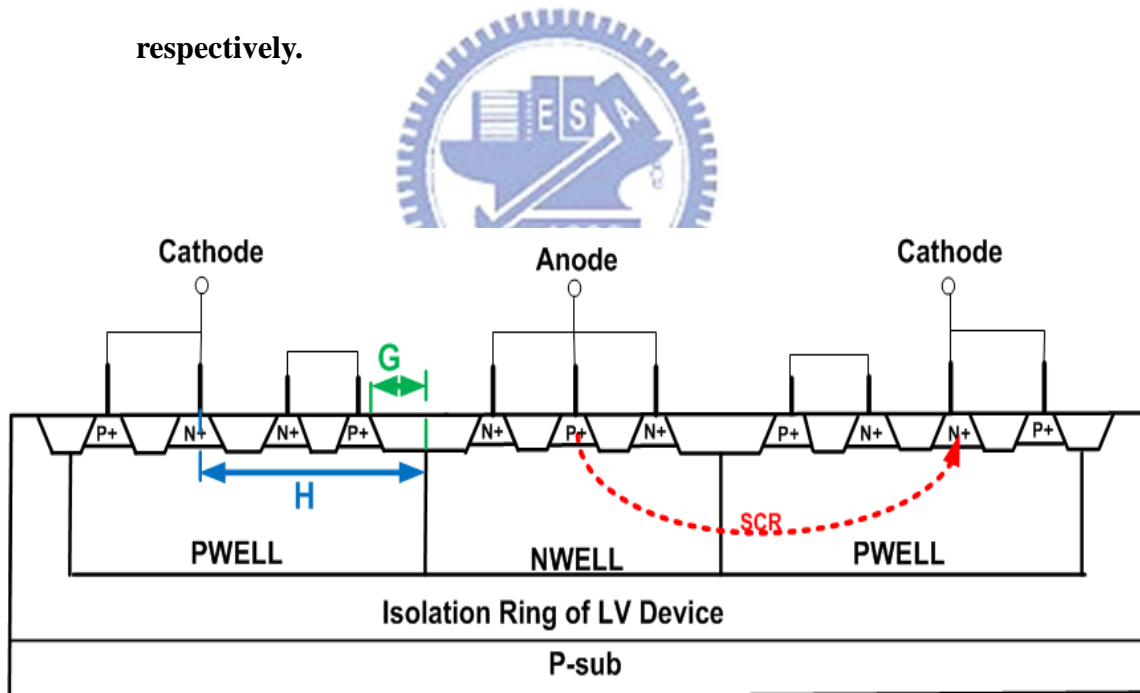 respectively.
E S A
Cathode Anode Cathode
G
P+ N+ N+ P+ N+ P+ N+ P+ N+ N+ P+
H
SCR
PWELL NWELL PWELL
Isolation Ring of LV Device
P-sub